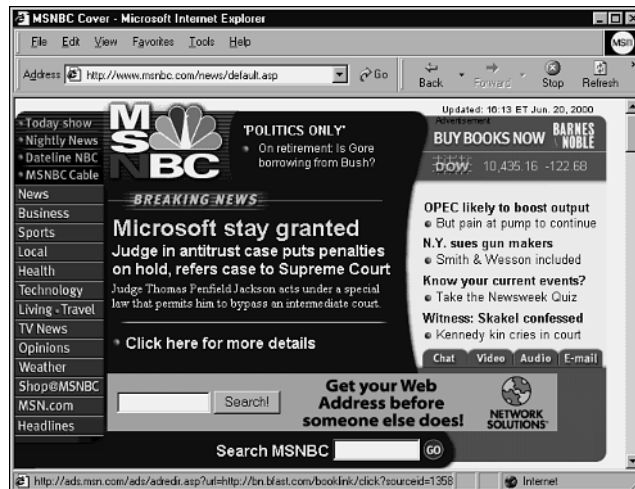 MSNBC Cover - Microsoft Internet Explorer
File Edit View Favorites Tools Help
MSN
Address http://www.msnbc.com/news/default.asp Go Back Forward Stop Refresh
Updated: 16:13 ET Jun. 20, 2000
Today show
Nightly News
Dateline NBC
MSNBC Cable
News
Business
Sports
Local
Health
Technology
Living - Travel
TV News
Opinions
Weather
Shop@MSNBC
MSN.com
Headlines
MSNBC
'POLITICS ONLY'
On retirement: Is Gore
borrowing from Bush?
Advertisement
BUY BOOKS NOW BARNES
NOBLE
DOW 10,435.16 -122.68
BREAKING NEWS
Microsoft stay granted
Judge in antitrust case puts penalties
on hold, refers case to Supreme Court
Judge Thomas Penfield Jackson acts under a special
law that permits him to bypass an intermediate court.
Click here for more details
OPEC likely to boost output
But pain at pump to continue
N.Y. sues gun makers
Smith & Wesson included
Know your current events?
Take the Newsweek Quiz
Witness: Skakel confessed
Kennedy kin cries in court
Chat Video Audio E-mail
Search!
Get your Web
Address before
someone else does!
NETWORK
SOLUTIONS
Search MSNBC GO
http://ads.msn.com/ads/adredir.asp?url=http://bn.bfast.com/booklink/click?sourceid=1358 Internet